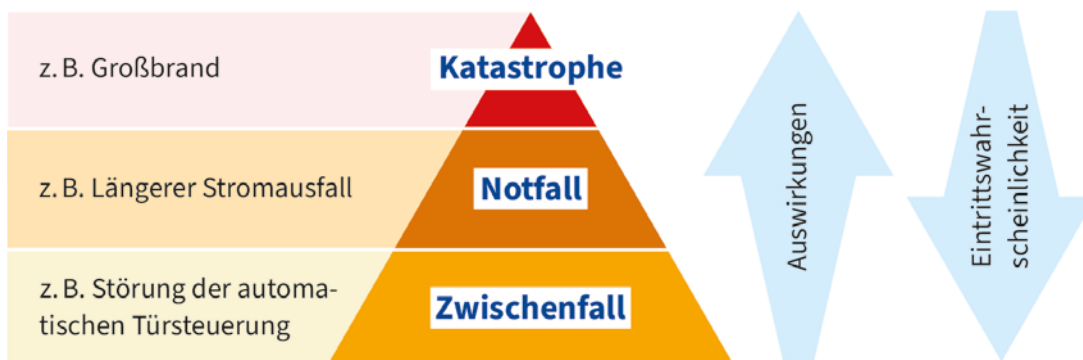 z. B. Großbrand
Katastrophe
z. B. Längerer Stromausfall
Notfall
z. B. Störung der automa-
tischen Türsteuerung
Zwischenfall
Auswirkungen
Eintrittswahr-
scheinlichkeit